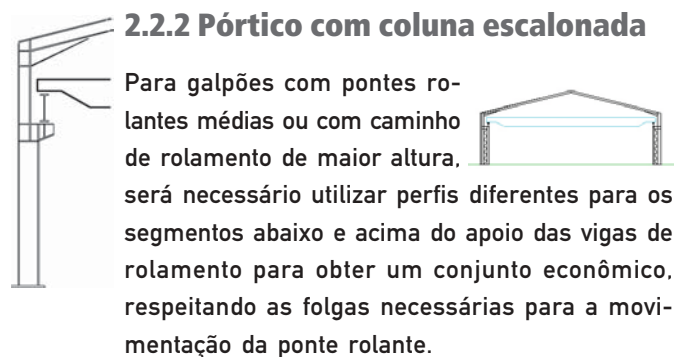 2.2.2 Pórtico com coluna escalonada
Para galpões com pontes ro-
lantes médias ou com caminho
de rolamento de maior altura,
será necessário utilizar perfis diferentes para os
segmentos abaixo e acima do apoio das vigas de
rolamento para obter um conjunto econômico,
respeitando as folgas necessárias para a movi-
mentação da ponte rolante.